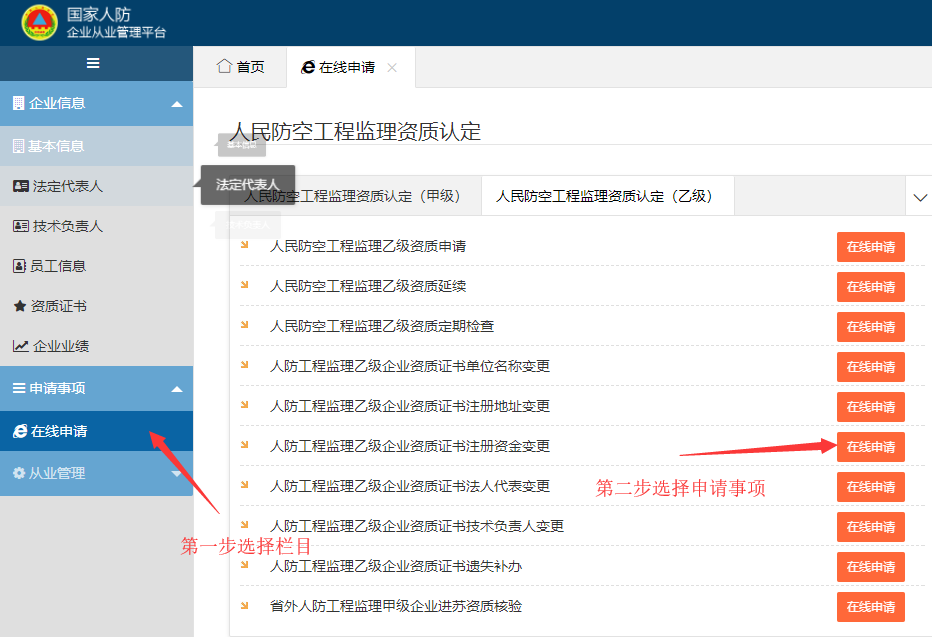 国家人防
企业从业管理平台
首页
在线申请
企业信息
基本信息
法定代表人
技术负责人
员工信息
资质证书
企业业绩
申请事项
在线申请
从业管理
人民防空工程监理资质认定
基本信息
法定代表人
技术负责人
人民防空工程监理资质认定（甲级）
人民防空工程监理资质认定（乙级）
人民防空工程监理乙级资质申请 在线申请
人民防空工程监理乙级资质延续 在线申请
人民防空工程监理乙级资质定期检查 在线申请
人防工程监理乙级企业资质证书单位名称变更 在线申请
人防工程监理乙级企业资质证书注册地址变更 在线申请
人防工程监理乙级企业资质证书注册资金变更 在线申请
人防工程监理乙级企业资质证书法人代表变更 在线申请
第二步选择申请事项
人防工程监理乙级企业资质证书技术负责人变更 在线申请
第一步选择栏目
人防工程监理乙级企业资质证书遗失补办 在线申请
省外人防工程监理甲级企业进苏资质核验 在线申请